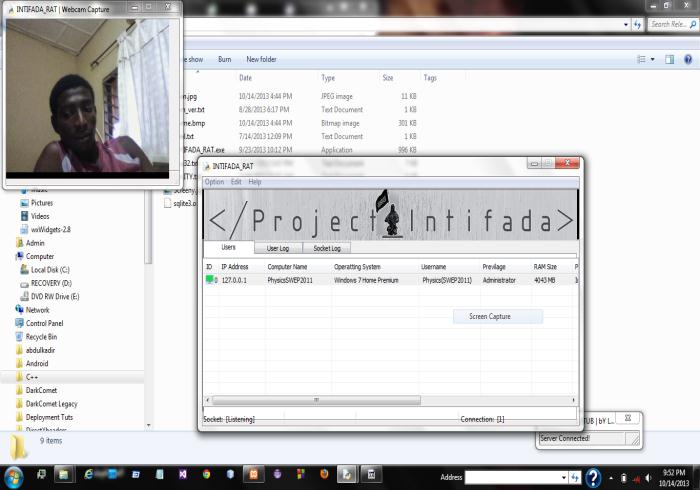 INTIFADA_RAT | Webcam Capture
Search Rele...
e show Burn New folder
Date Type Size Tags
.jpg 10/14/2013 4:44 PM JPEG image 11 KB
_ver.txt 8/28/2013 6:17 PM Text Document 1 KB
me.bmp 10/14/2013 4:44 PM Bitmap image 301 KB
.txt 7/14/2013 12:09 PM Text Document 1 KB
IFADA_RAT.exe 9/23/2013 10:12 PM Application 996 KB
sqlite3.o
Music
Pictures
Videos
wxWidgets-2.8
Admin
Computer
Local Disk (C:)
RECOVERY (D:)
DVD RW Drive (E:)
Network
Control Panel
Recycle Bin
abdulkadir
Android
C++
DarkComet
DarkComet Legacy
Deployment Tuts
DirectXheaders
9 items
INTIFADA_RAT
Option Edit Help
</Project Intifada>
Users User Log Socket Log
ID IP Address Computer Name Operatting System Username Previlage RAM Size P
0 127.0.0.1 PhysicsSWEP2011 Windows 7 Home Premium Physics(SWEP2011) Administrator 4043 MB
Screen Capture
Socket: [Listening] Connection: [1]
TUB | bY L...
Server Connected!
Address
9:52 PM
10/14/2013